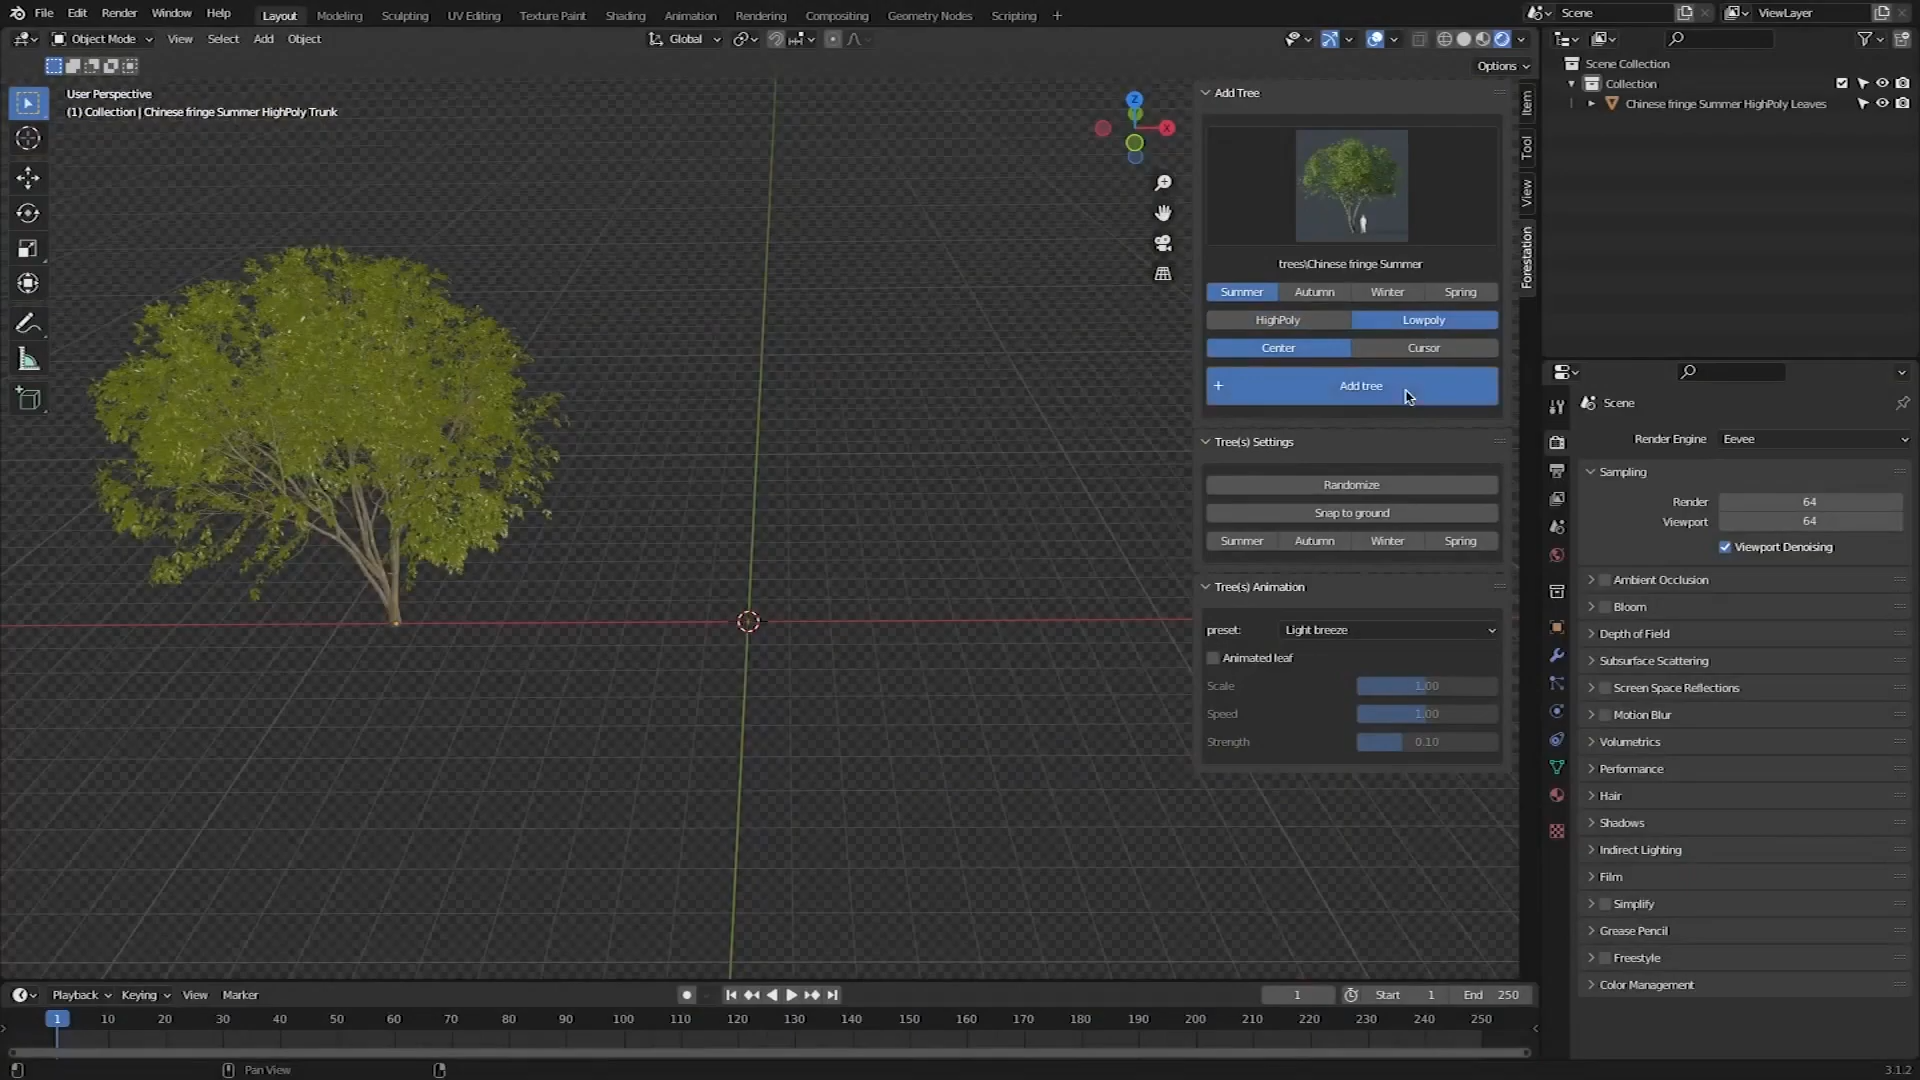 File Edit Render Window Help Layout Modeling Sculpting UV Editing Texture Paint Shading Animation Rendering Compositing Geometry Nodes Scripting + Scene ViewLayer
Object Mode View Select Add Object Global
Options
User Perspective
(1) Collection | Chinese fringe Summer HighPoly Trunk
Z
X
Add Tree
trees\Chinese fringe Summer
Summer Autumn Winter Spring
HighPoly Lowpoly
Center Cursor
+ Add tree
Tree(s) Settings
Randomize
Snap to ground
Summer Autumn Winter Spring
Tree(s) Animation
preset: Light breeze
Animated leaf
Scale 1.00
Speed 1.00
Strength 0.10
Item
Tool
View
Forestation
Scene Collection
Collection
Chinese fringe Summer HighPoly Leaves
Scene
Render Engine Eevee
Sampling
Render 64
Viewport 64
Viewport Denoising
Ambient Occlusion
Bloom
Depth of Field
Subsurface Scattering
Screen Space Reflections
Motion Blur
Volumetrics
Performance
Hair
Shadows
Indirect Lighting
Film
Simplify
Grease Pencil
Freestyle
Color Management
Playback Keying View Marker 1 Start 1 End 250
1 10 20 30 40 50 60 70 80 90 100 110 120 130 140 150 160 170 180 190 200 210 220 230 240 250
Pan View 3.1.2